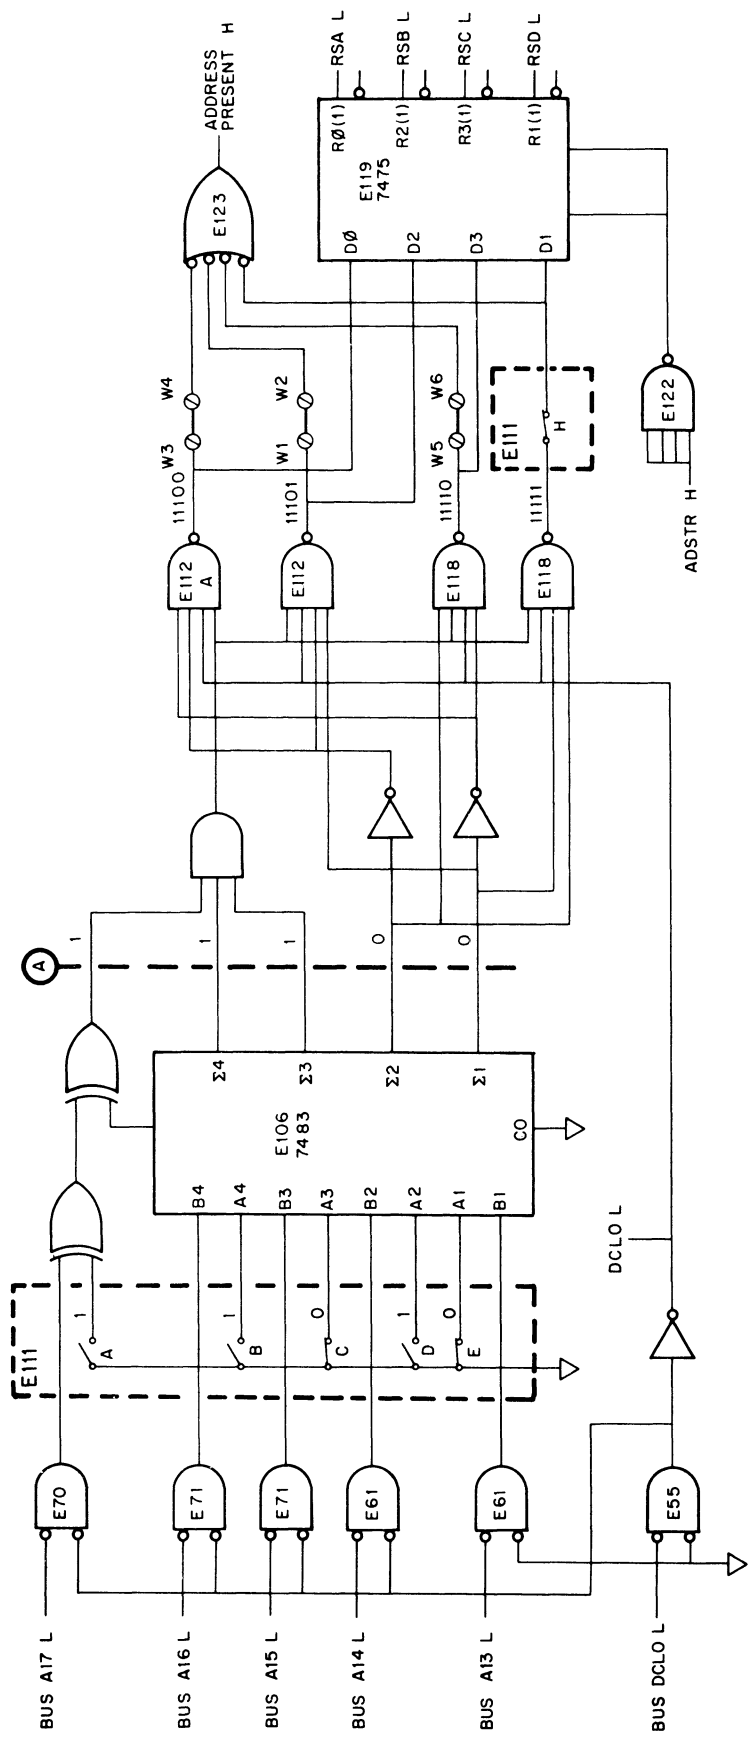 BUS A17 L
BUS A16 L
BUS A15 L
BUS A14 L
BUS A13 L
BUS DCLO L
E70
E71
E71
E61
E61
E55
E111
A
1
B
1
C
0
D
1
E
0
DCLO L
B4
A4
B3
A3
B2
A2
A1
B1
E106
7483
C0
Σ4
Σ3
Σ2
Σ1
A
1
1
1
0
0
E112
A
E112
E118
E118
11100
11101
11110
11111
W3
W4
W1
W2
W5
W6
E111
H
ADSTR H
E122
E123
ADDRESS
PRESENT H
DØ
D2
D3
D1
E119
7475
RØ(1)
R2(1)
R3(1)
R1(1)
RSA L
RSB L
RSC L
RSD L